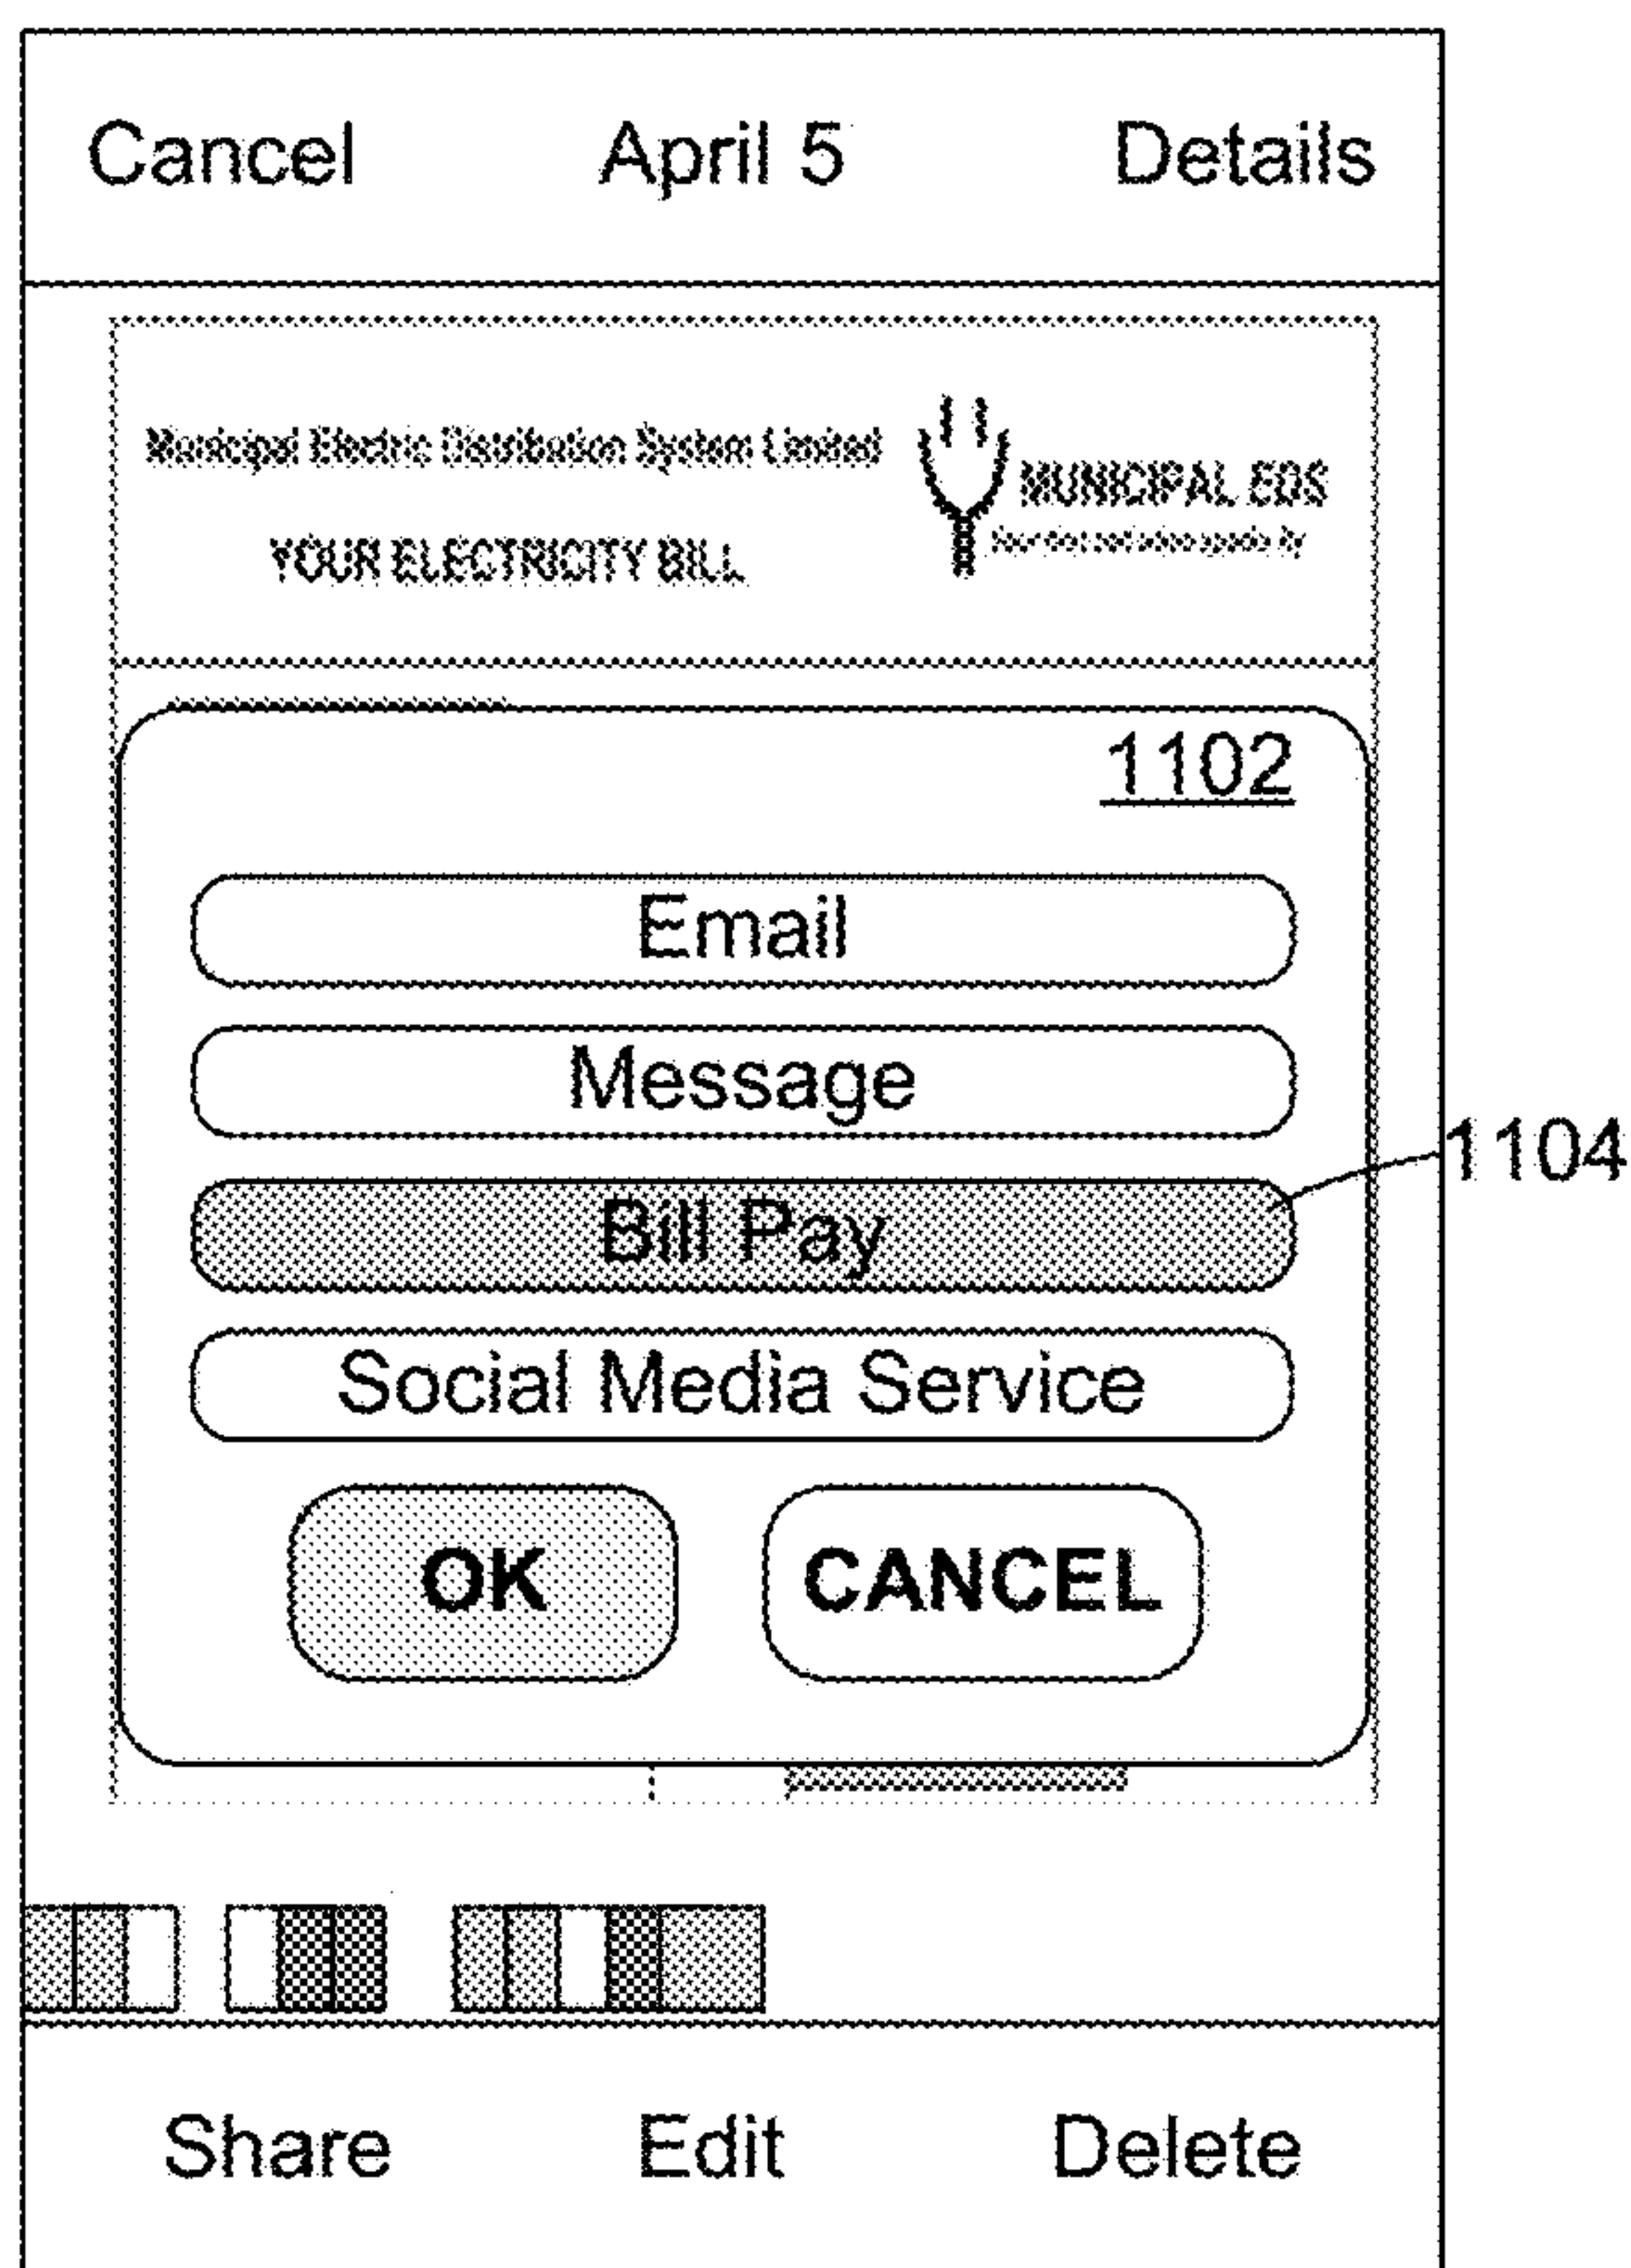 Cancel April 5 Details
Municipal Electric Distribution System Limited
MUNICIPAL EDS
YOUR ELECTRICITY BILL
1102
Email
Message
Bill Pay
1104
Social Media Service
OK CANCEL
Share Edit Delete